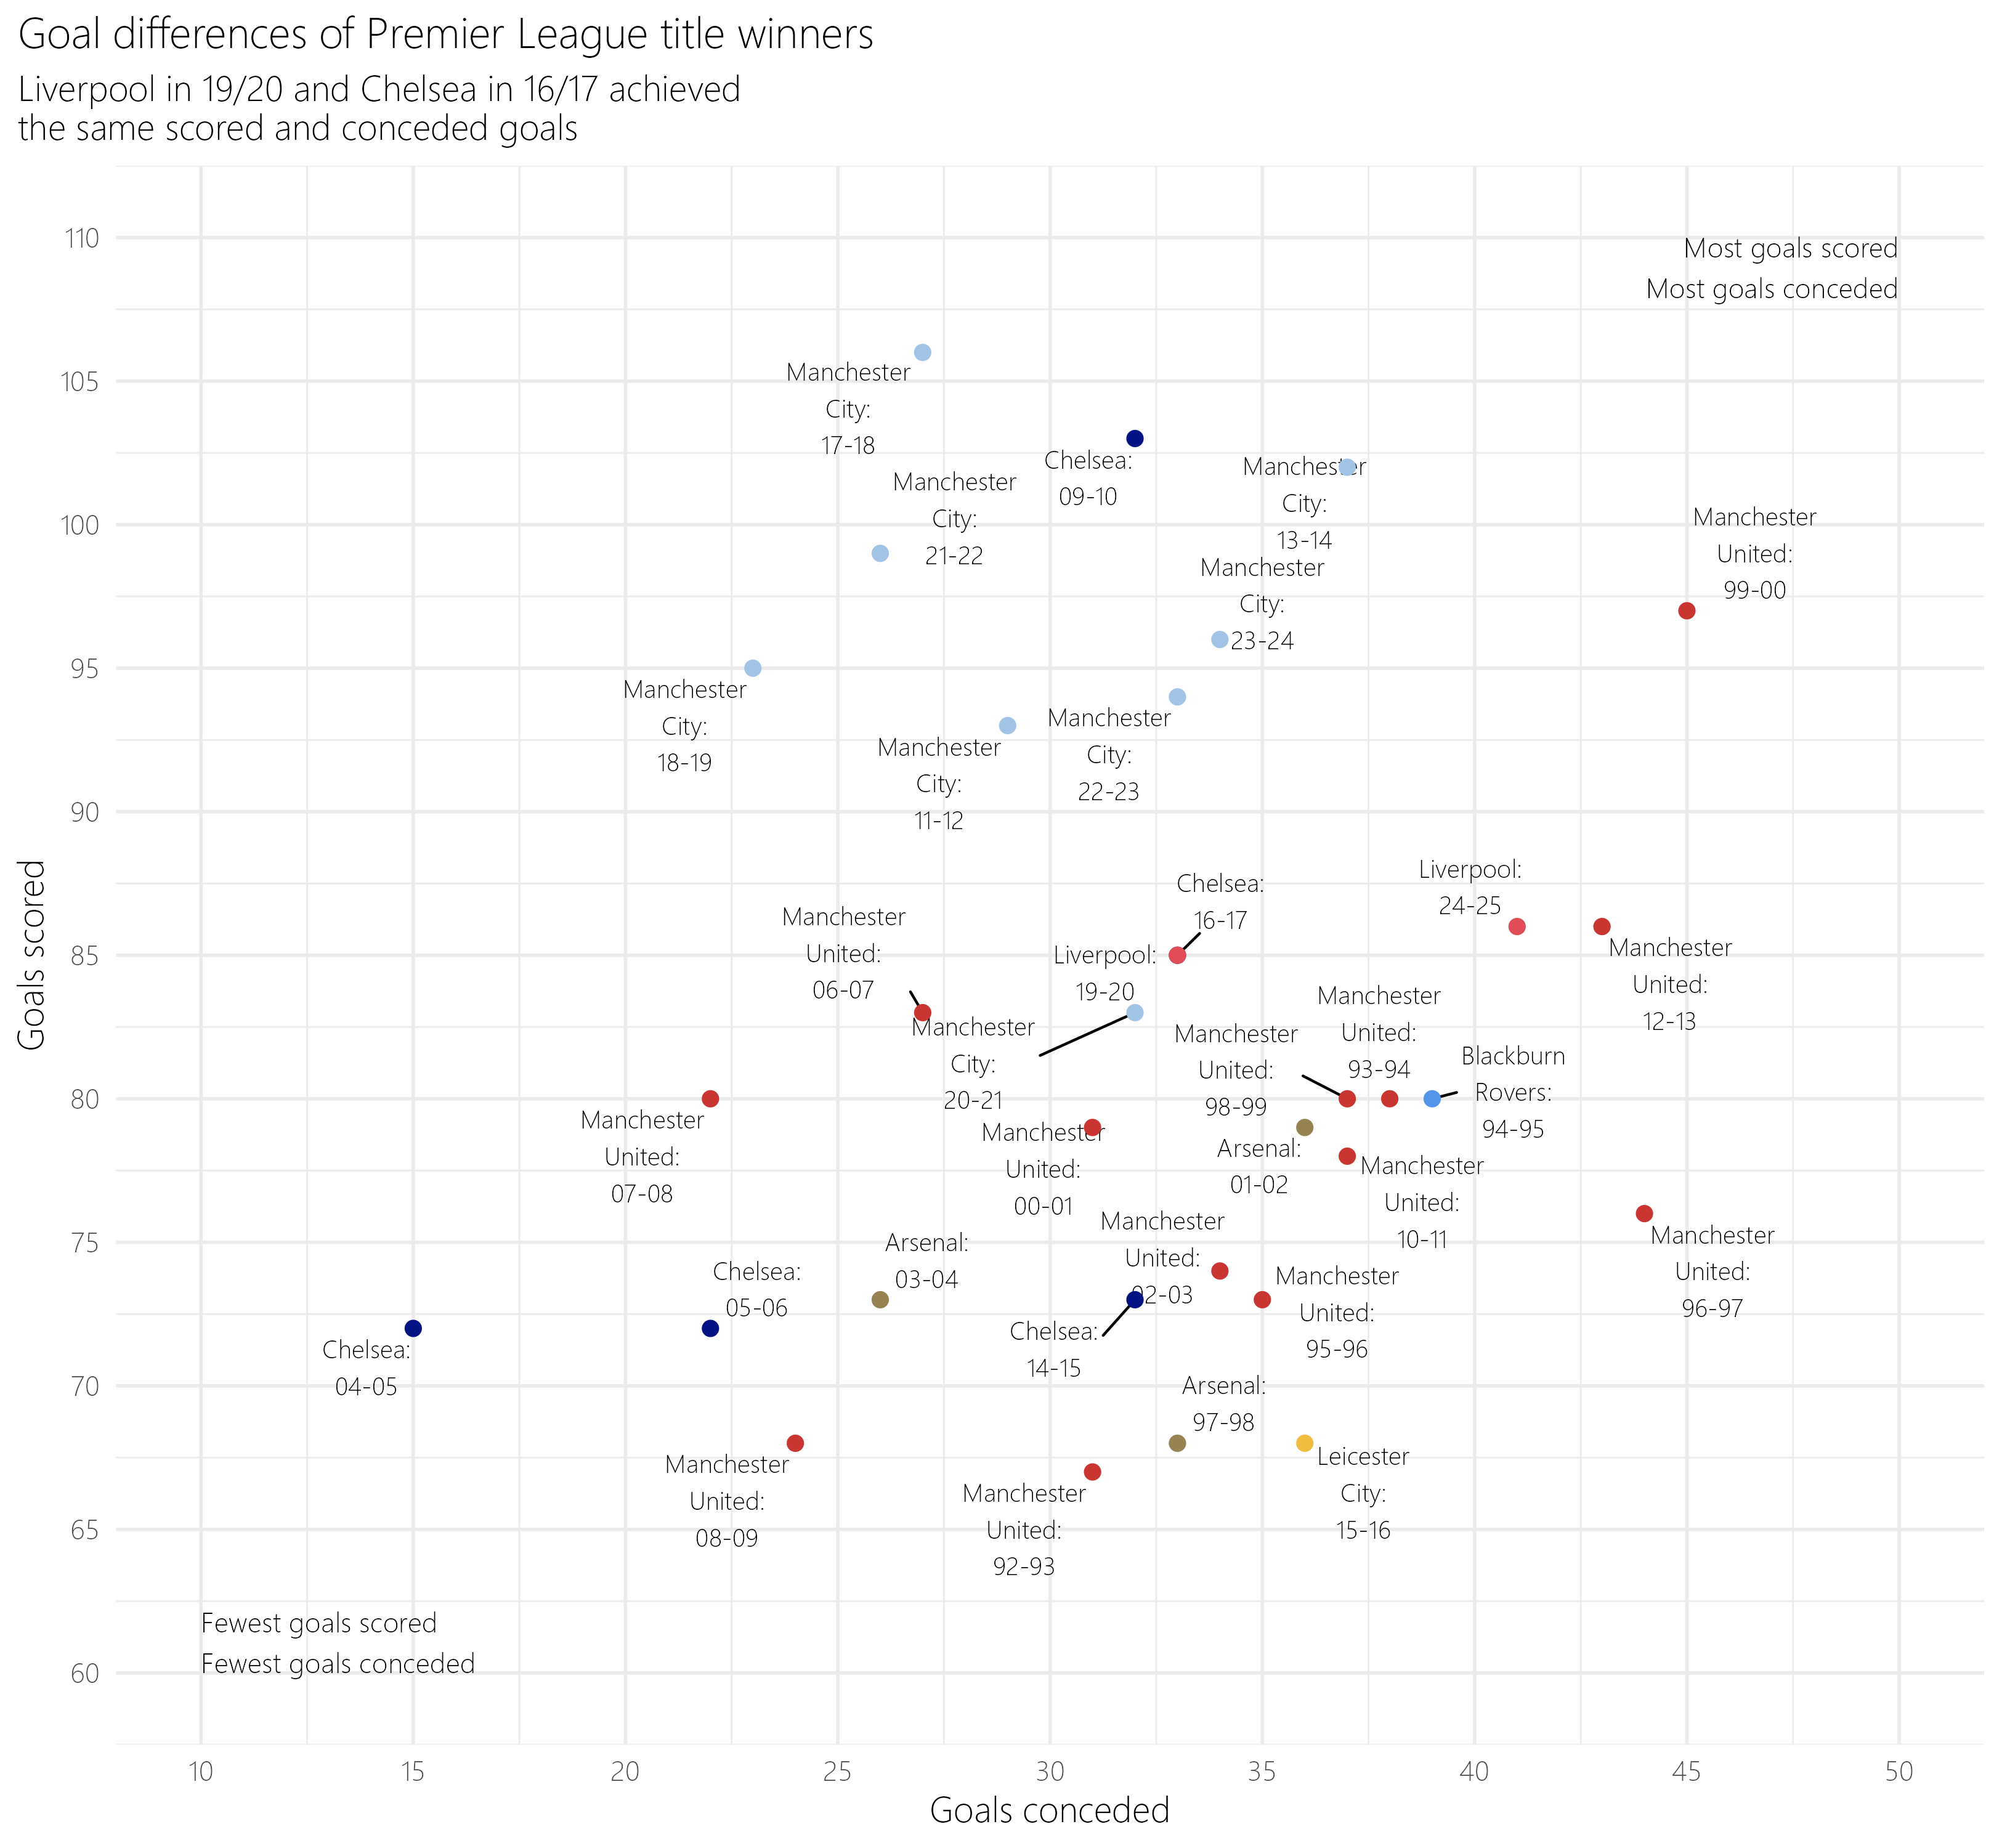 Goal differences of Premier League title winners
Liverpool in 19/20 and Chelsea in 16/17 achieved
the same scored and conceded goals
110
105
100
95
90
85
80
75
70
65
60
Goals scored
Most goals scored
Most goals conceded
Manchester
City:
17-18
Chelsea:
09-10
Manchester
City:
13-14
Manchester
City:
21-22
Manchester
United:
99-00
Manchester
City:
23-24
Manchester
City:
18-19
Manchester
City:
22-23
Manchester
City:
11-12
Liverpool:
24-25
Chelsea:
16-17
Manchester
United:
06-07
Liverpool:
19-20
Manchester
United:
12-13
Manchester
United:
93-94
Manchester
City:
20-21
Manchester
United:
98-99
Blackburn
Rovers:
94-95
Manchester
United:
07-08
Manchester
United:
00-01
Arsenal:
01-02
Manchester
United:
10-11
Manchester
United:
02-03
Manchester
United:
96-97
Arsenal:
03-04
Chelsea:
05-06
Manchester
United:
95-96
Chelsea:
14-15
Chelsea:
04-05
Arsenal:
97-98
Leicester
City:
15-16
Manchester
United:
08-09
Manchester
United:
92-93
Fewest goals scored
Fewest goals conceded
10
15
20
25
30
35
40
45
50
Goals conceded